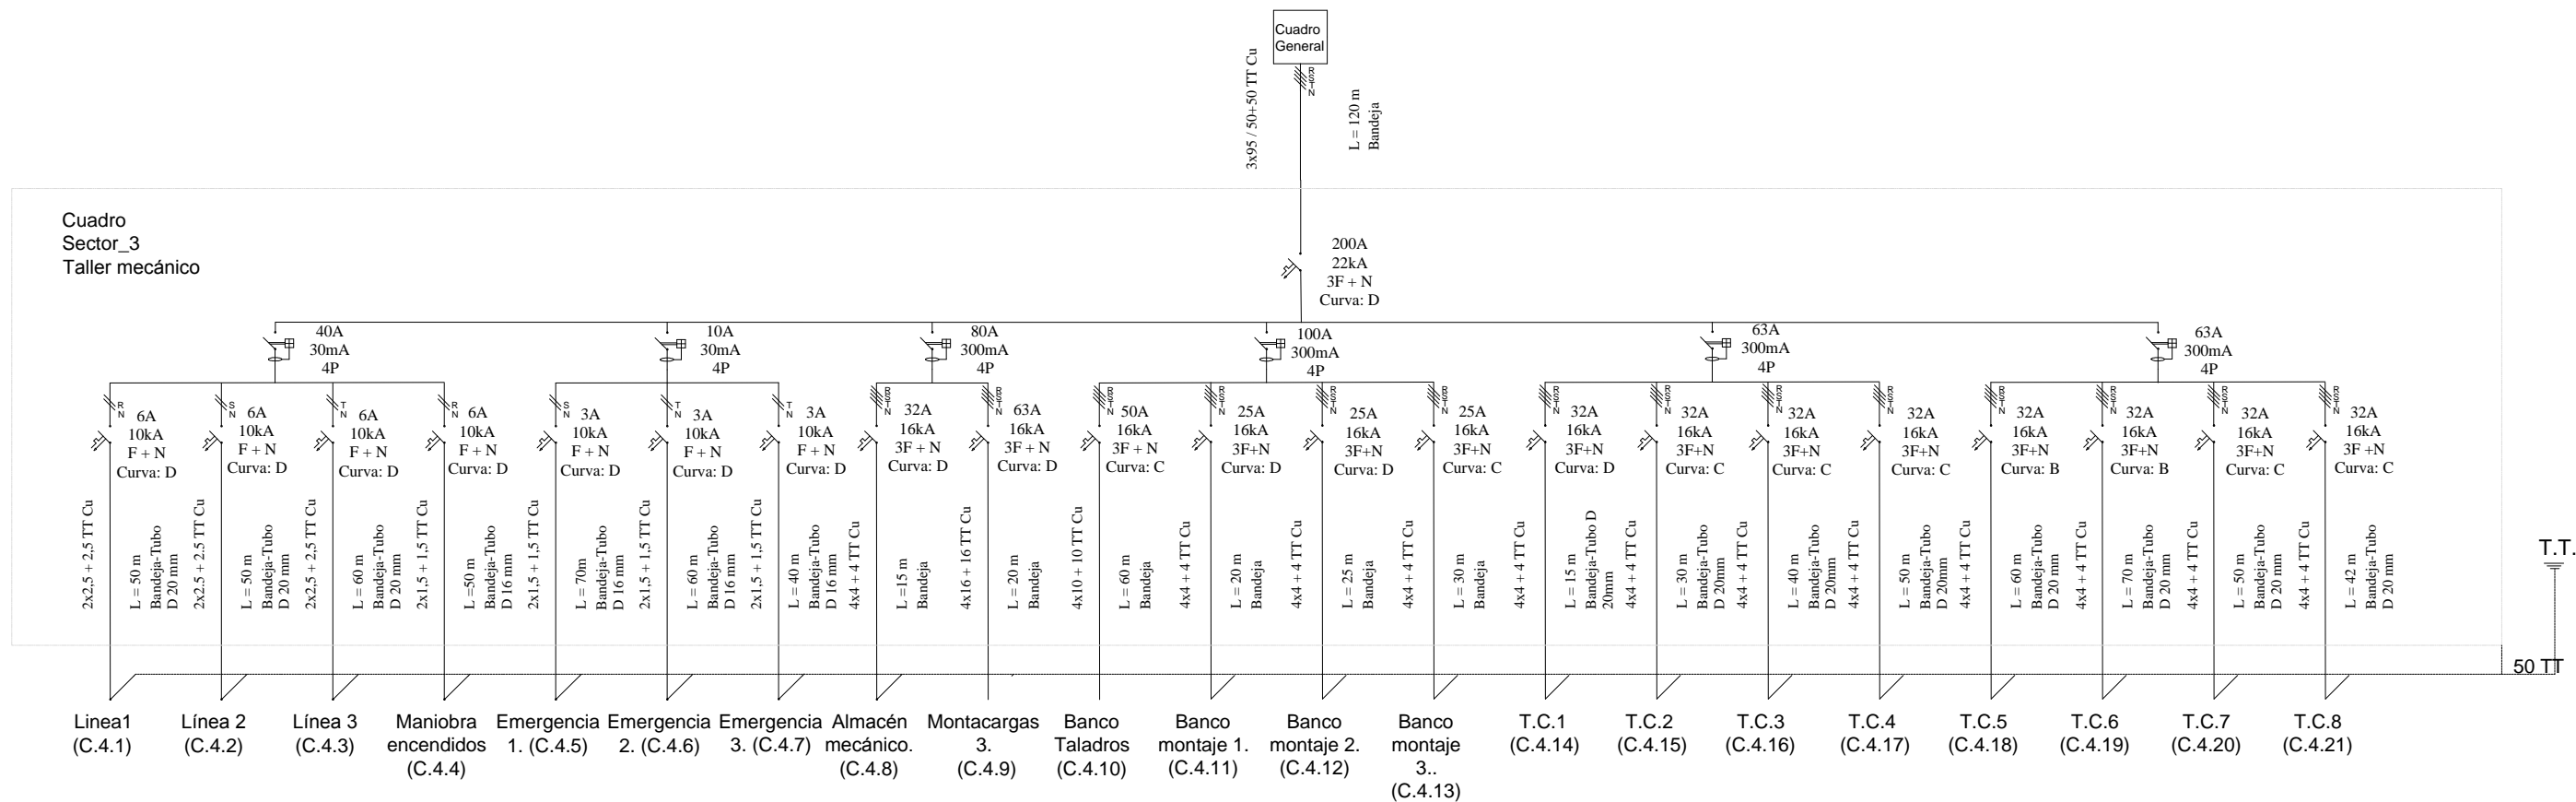 Cuadro
General
R
S
T
N
3x95 / 50+50 TT Cu
L = 120 m
Bandeja
Cuadro
Sector_3
Taller mecánico
200A
22kA
3F + N
Curva: D
40A
30mA
4P
10A
30mA
4P
80A
300mA
4P
100A
300mA
4P
63A
300mA
4P
63A
300mA
4P
R
N
6A
10kA
F + N
Curva: D
2x2,5 + 2,5 TT Cu
L = 50 m
Bandeja-Tubo
D 20 mm
Linea1
(C.4.1)
S
N
6A
10kA
F + N
Curva: D
2x2.5 + 2.5 TT Cu
L = 50 m
Bandeja-Tubo
D 20 mm
Línea 2
(C.4.2)
T
N
6A
10kA
F + N
Curva: D
2x2,5 + 2,5 TT Cu
L = 60 m
Bandeja-Tubo
D 20 mm
Línea 3
(C.4.3)
R
N
6A
10kA
F + N
Curva: D
2x1,5 + 1,5 TT Cu
L =50 m
Bandeja-Tubo
D 16 mm
Maniobra
encendidos
(C.4.4)
S
N
3A
10kA
F + N
Curva: D
2x1,5 + 1,5 TT Cu
L = 70m
Bandeja-Tubo
D 16 mm
Emergencia
1. (C.4.5)
T
N
3A
10kA
F + N
Curva: D
2x1,5 + 1,5 TT Cu
L = 60 m
Bandeja-Tubo
D 16 mm
Emergencia
2. (C.4.6)
T
N
3A
10kA
F + N
Curva: D
2x1,5 + 1,5 TT Cu
L = 40 m
Bandeja-Tubo
D 16 mm
Emergencia
3. (C.4.7)
R
S
T
N
32A
16kA
3F + N
Curva: D
4x4 + 4 TT Cu
L =15 m
Bandeja
Almacén
mecánico.
(C.4.8)
R
S
T
N
63A
16kA
3F + N
Curva: D
4x16 + 16 TT Cu
L = 20 m
Bandeja
Montacargas
3.
(C.4.9)
R
S
T
N
50A
16kA
3F + N
Curva: C
4x10 + 10 TT Cu
L = 60 m
Bandeja
Banco
Taladros
(C.4.10)
R
S
T
N
25A
16kA
3F+N
Curva: D
4x4 + 4 TT Cu
L = 20 m
Bandeja
Banco
montaje 1.
(C.4.11)
R
S
T
N
25A
16kA
3F+N
Curva: D
4x4 + 4 TT Cu
L = 25 m
Bandeja
Banco
montaje 2.
(C.4.12)
R
S
T
N
25A
16kA
3F+N
Curva: C
4x4 + 4 TT Cu
L = 30 m
Bandeja
Banco
montaje
3..
(C.4.13)
R
S
T
N
32A
16kA
3F+N
Curva: D
4x4 + 4 TT Cu
L = 15 m
Bandeja-Tubo D
20mm
T.C.1
(C.4.14)
R
S
T
N
32A
16kA
3F+N
Curva: C
4x4 + 4 TT Cu
L = 30 m
Bandeja-Tubo
D 20mm
T.C.2
(C.4.15)
R
S
T
N
32A
16kA
3F+N
Curva: C
4x4 + 4 TT Cu
L = 40 m
Bandeja-Tubo
D 20mm
T.C.3
(C.4.16)
R
S
T
N
32A
16kA
3F+N
Curva: C
4x4 + 4 TT Cu
L = 50 m
Bandeja-Tubo
D 20mm
T.C.4
(C.4.17)
R
S
T
N
32A
16kA
3F+N
Curva: B
4x4 + 4 TT Cu
L = 60 m
Bandeja-Tubo
D 20 mm
T.C.5
(C.4.18)
R
S
T
N
32A
16kA
3F+N
Curva: B
4x4 + 4 TT Cu
L = 70 m
Bandeja-Tubo
D 20 mm
T.C.6
(C.4.19)
R
S
T
N
32A
16kA
3F+N
Curva: C
4x4 + 4 TT Cu
L = 50 m
Bandeja-Tubo
D 20 mm
T.C.7
(C.4.20)
R
S
T
N
32A
16kA
3F +N
Curva: C
4x4 + 4 TT Cu
L = 42 m
Bandeja-Tubo
D 20 mm
T.C.8
(C.4.21)
T.T.
50 TT